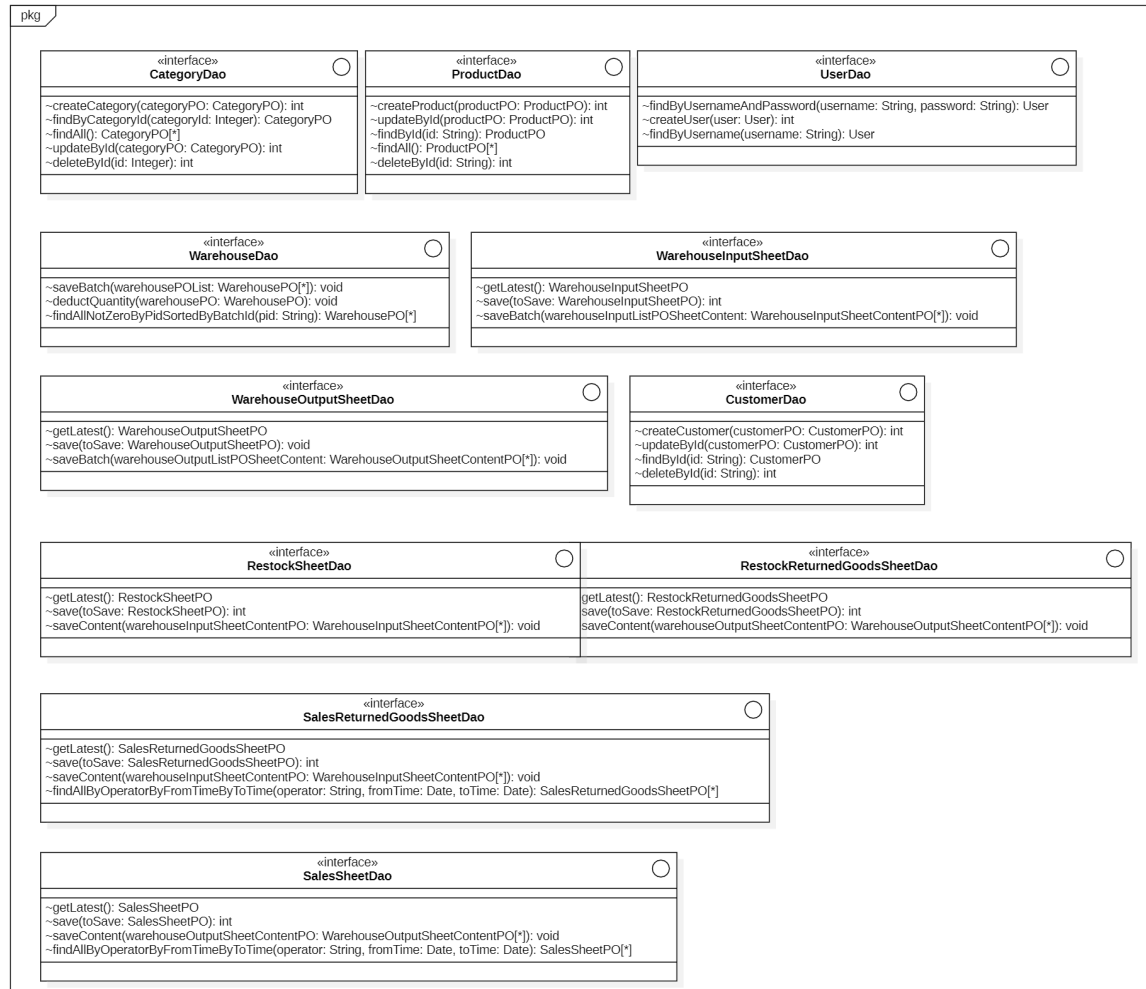 pkg
«interface»
CategoryDao
~createCategory(categoryPO: CategoryPO): int
~findByCategoryId(categoryId: Integer): CategoryPO
~findAll(): CategoryPO[*]
~updateById(categoryPO: CategoryPO): int
~deleteById(id: Integer): int
«interface»
ProductDao
~createProduct(productPO: ProductPO): int
~updateById(productPO: ProductPO): int
~findById(id: String): ProductPO
~findAll(): ProductPO[*]
~deleteById(id: String): int
«interface»
UserDao
~findByUsernameAndPassword(username: String, password: String): User
~createUser(user: User): int
~findByUsername(username: String): User
«interface»
WarehouseDao
~saveBatch(warehousePOList: WarehousePO[*]): void
~deductQuantity(warehousePO: WarehousePO): void
~findAllNotZeroByPidSortedByBatchId(pid: String): WarehousePO[*]
«interface»
WarehouseInputSheetDao
~getLatest(): WarehouseInputSheetPO
~save(toSave: WarehouseInputSheetPO): int
~saveBatch(warehouseInputListPOSheetContent: WarehouseInputSheetContentPO[*]): void
«interface»
WarehouseOutputSheetDao
~getLatest(): WarehouseOutputSheetPO
~save(toSave: WarehouseOutputSheetPO): void
~saveBatch(warehouseOutputListPOSheetContent: WarehouseOutputSheetContentPO[*]): void
«interface»
CustomerDao
~createCustomer(customerPO: CustomerPO): int
~updateById(customerPO: CustomerPO): int
~findById(id: String): CustomerPO
~deleteById(id: String): int
«interface»
RestockSheetDao
~getLatest(): RestockSheetPO
~save(toSave: RestockSheetPO): int
~saveContent(warehouseInputSheetContentPO: WarehouseInputSheetContentPO[*]): void
«interface»
RestockReturnedGoodsSheetDao
getLatest(): RestockReturnedGoodsSheetPO
save(toSave: RestockReturnedGoodsSheetPO): int
saveContent(warehouseOutputSheetContentPO: WarehouseOutputSheetContentPO[*]): void
«interface»
SalesReturnedGoodsSheetDao
~getLatest(): SalesReturnedGoodsSheetPO
~save(toSave: SalesReturnedGoodsSheetPO): int
~saveContent(warehouseInputSheetContentPO: WarehouseInputSheetContentPO[*]): void
~findAllByOperatorByFromTimeByToTime(operator: String, fromTime: Date, toTime: Date): SalesReturnedGoodsSheetPO[*]
«interface»
SalesSheetDao
~getLatest(): SalesSheetPO
~save(toSave: SalesSheetPO): int
~saveContent(warehouseOutputSheetContentPO: WarehouseOutputSheetContentPO[*]): void
~findAllByOperatorByFromTimeByToTime(operator: String, fromTime: Date, toTime: Date): SalesSheetPO[*]